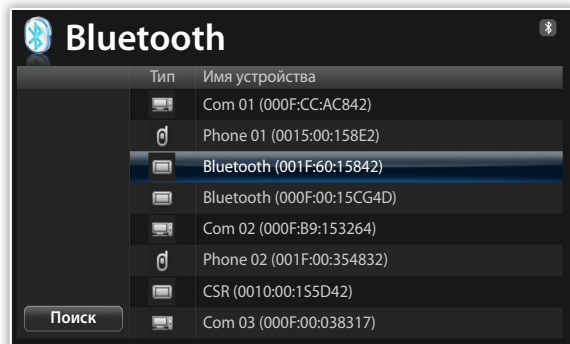 Bluetooth
Тип Имя устройства
Com 01 (000F:CC:AC842)
Phone 01 (0015:00:158E2)
Bluetooth (001F:60:15842)
Bluetooth (000F:00:15CG4D)
Com 02 (000F:B9:153264)
Phone 02 (001F:00:354832)
CSR (0010:00:1S5D42)
Поиск
Com 03 (000F:00:038317)